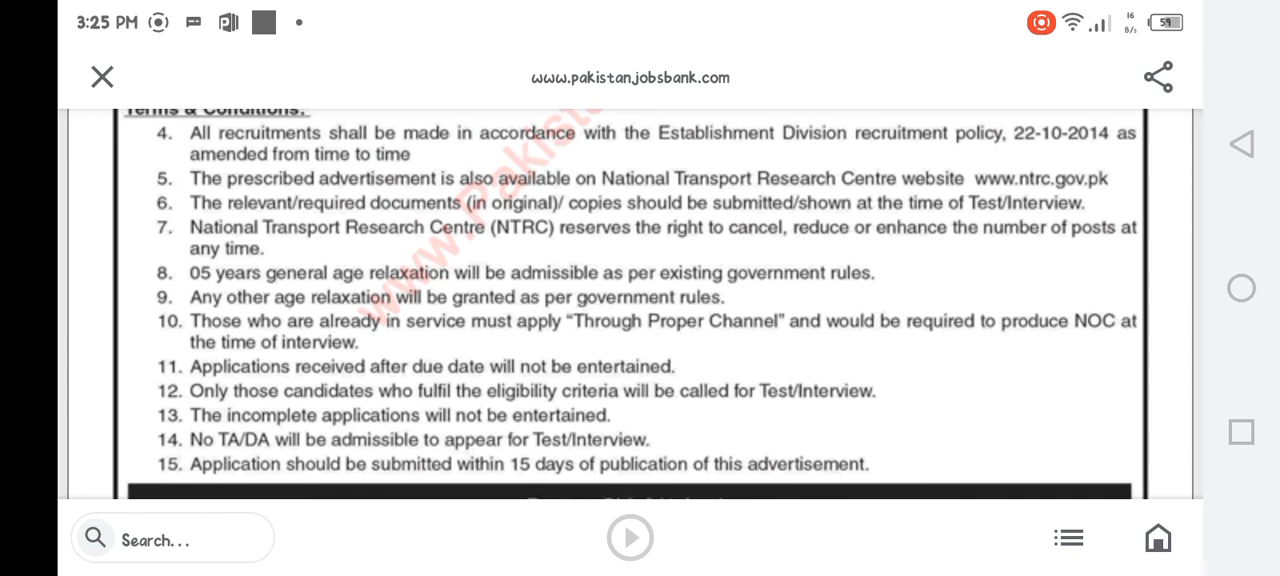 3:25 PM
16
B/s
59
www.pakistanjobsbank.com
Terms & Conditions:
4. All recruitments shall be made in accordance with the Establishment Division recruitment policy, 22-10-2014 as
amended from time to time
5. The prescribed advertisement is also available on National Transport Research Centre website www.ntrc.gov.pk
6. The relevant/required documents (in original)/ copies should be submitted/shown at the time of Test/Interview.
7. National Transport Research Centre (NTRC) reserves the right to cancel, reduce or enhance the number of posts at
any time.
8. 05 years general age relaxation will be admissible as per existing government rules.
9. Any other age relaxation will be granted as per government rules.
10. Those who are already in service must apply “Through Proper Channel” and would be required to produce NOC at
the time of interview.
11. Applications received after due date will not be entertained.
12. Only those candidates who fulfil the eligibility criteria will be called for Test/Interview.
13. The incomplete applications will not be entertained.
14. No TA/DA will be admissible to appear for Test/Interview.
15. Application should be submitted within 15 days of publication of this advertisement.
www.Pakist
Search...